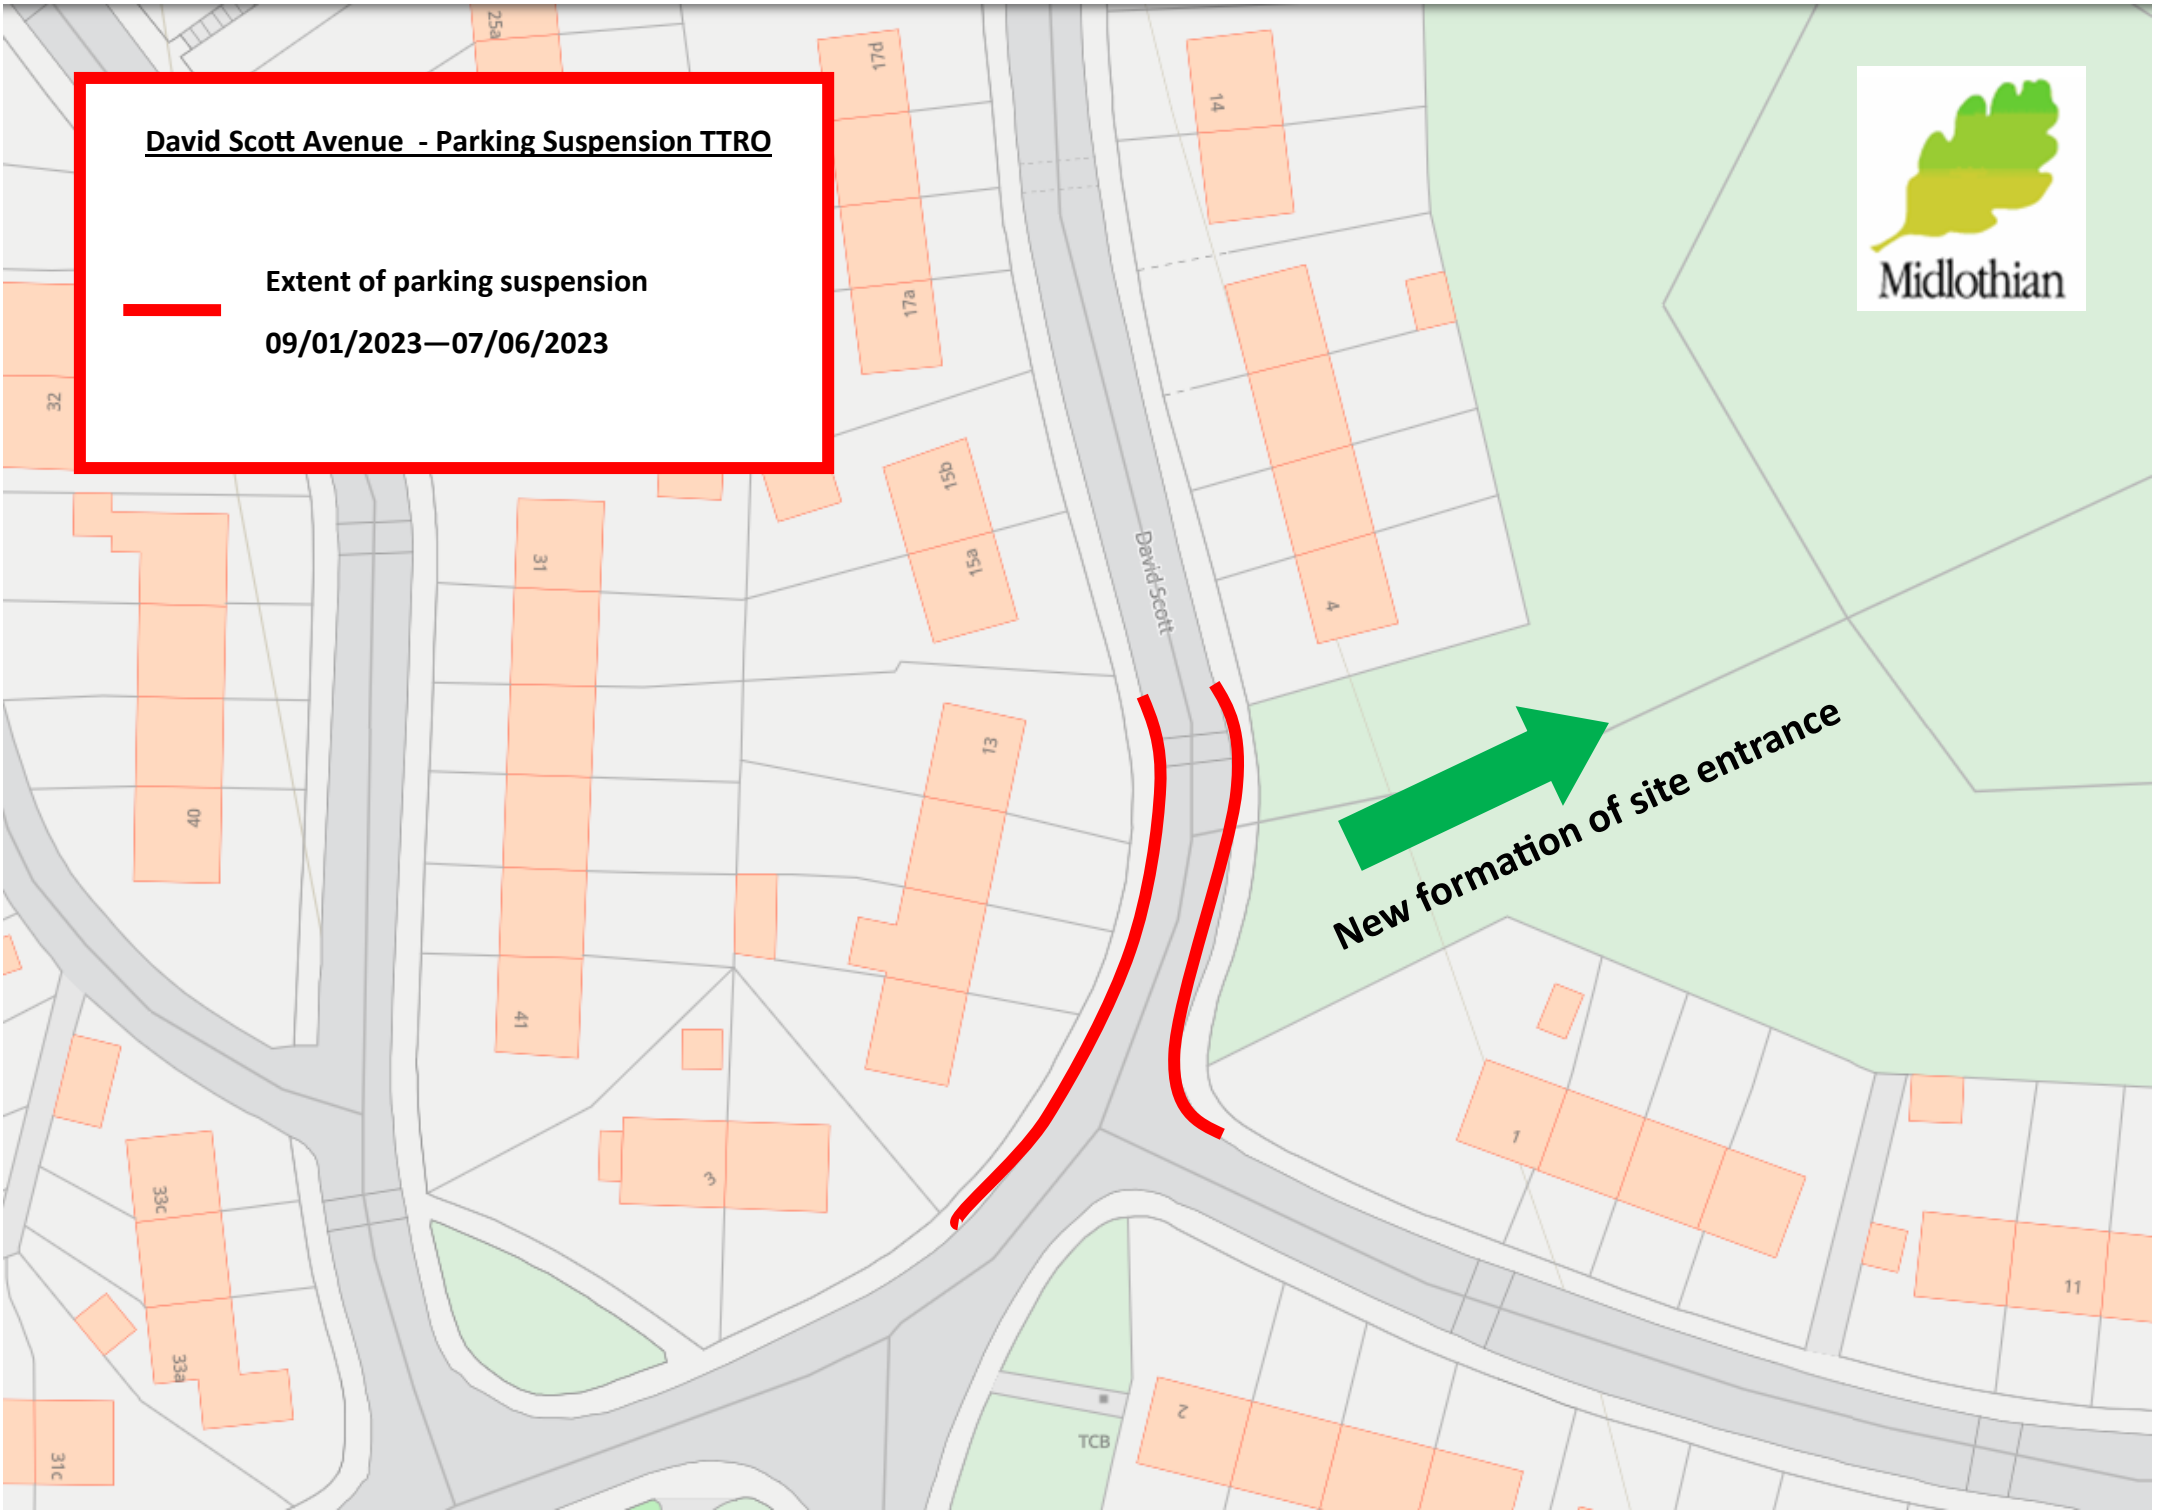 25a
17d
14
David Scott Avenue - Parking Suspension TTRO
Extent of parking suspension
09/01/2023—07/06/2023
Midlothian
17a
32
15b
31
15a
David Scott
4
13
New formation of site entrance
40
41
1
3
33c
11
33a
2
TCB
31c